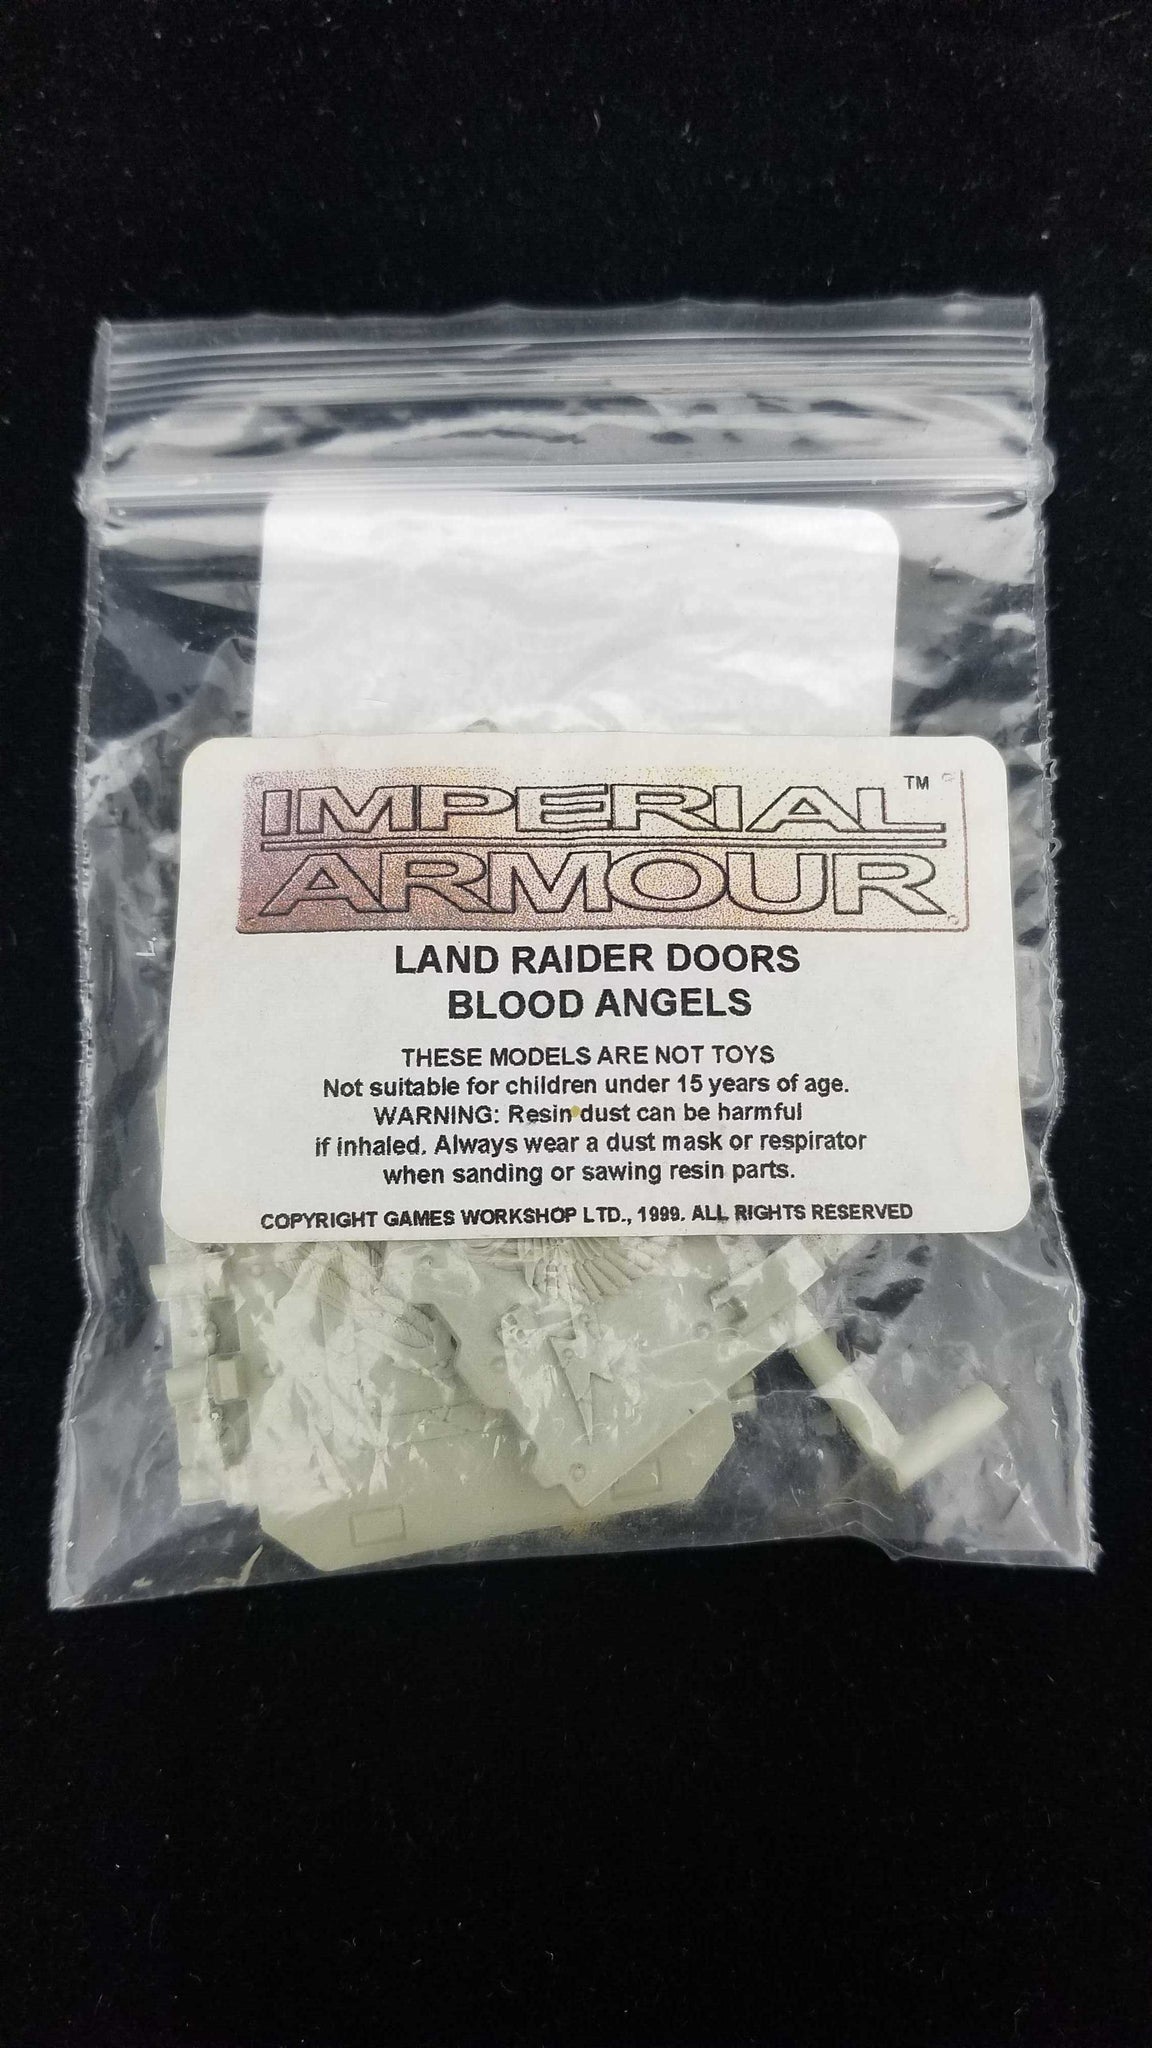 IMPERIAL™
ARMOUR
LAND RAIDER DOORS
BLOOD ANGELS
THESE MODELS ARE NOT TOYS
Not suitable for children under 15 years of age.
WARNING: Resin dust can be harmful
if inhaled. Always wear a dust mask or respirator
when sanding or sawing resin parts.
COPYRIGHT GAMES WORKSHOP LTD., 1999. ALL RIGHTS RESERVED